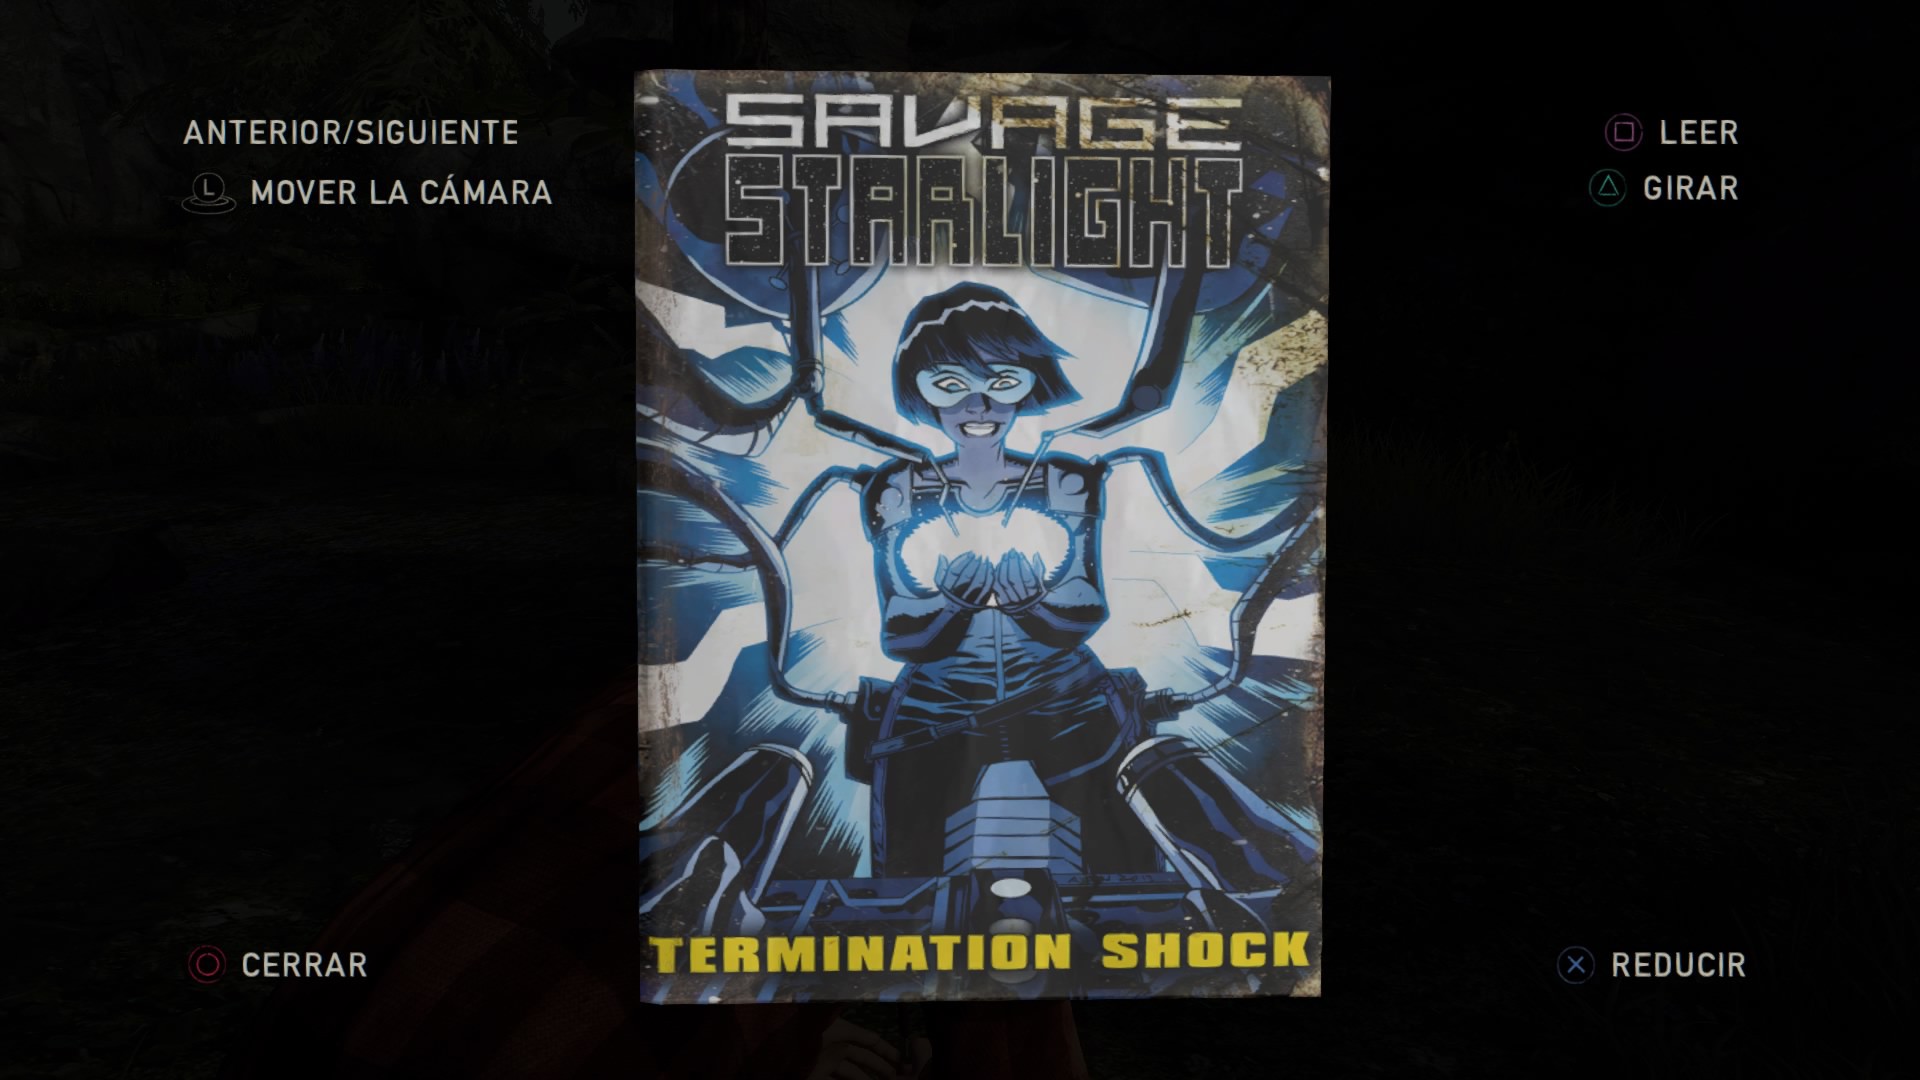 ANTERIOR/SIGUIENTE
L MOVER LA CÁMARA
LEER
GIRAR
SAVAGE
STARLIGHT
TERMINATION SHOCK
CERRAR
REDUCIR